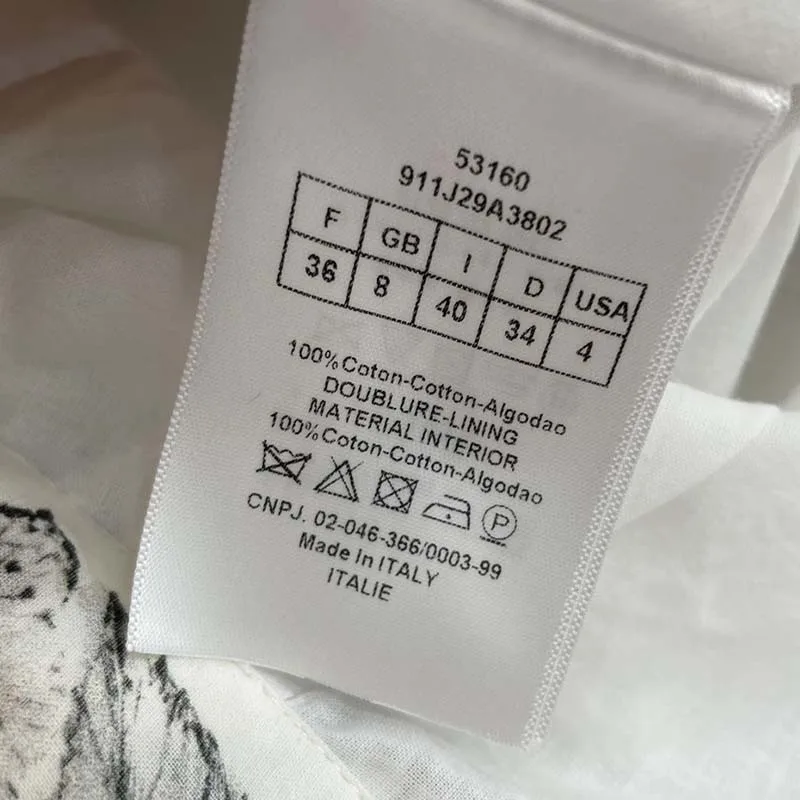 53160
911J29A3802
F GB I D USA
36 8 40 34 4
100%Coton-Cotton-Algodao
DOUBLURE-LINING
MATERIAL INTERIOR
100%Coton-Cotton-Algodao
P
CNPJ. 02-046-366/0003-99
Made In ITALY
ITALIE